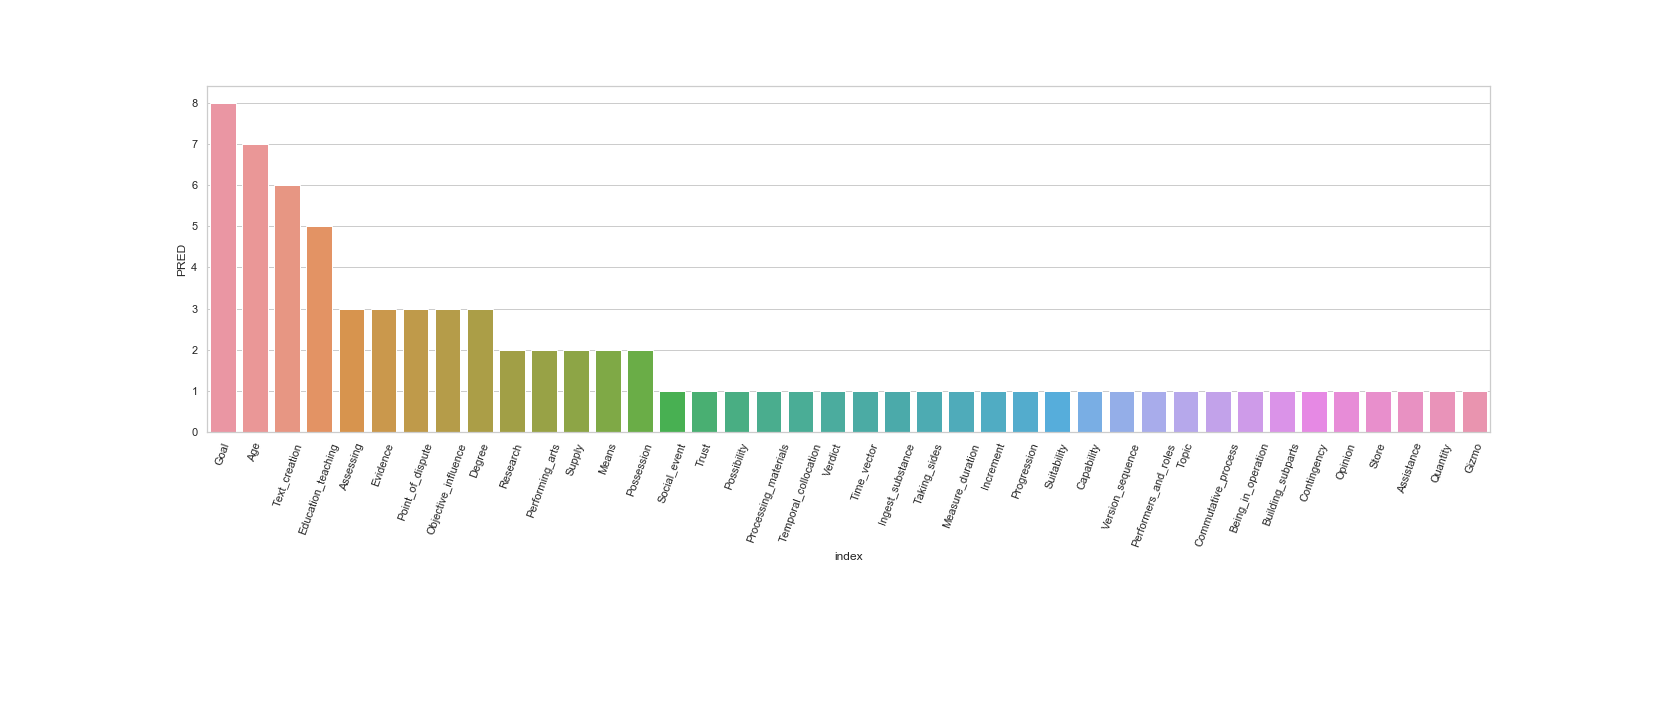 8
7
6
5
4
3
2
1
0
PRED
Goal
Age
Text_creation
Education_teaching
Assessing
Evidence
Point_of_dispute
Objective_influence
Degree
Research
Performing_arts
Supply
Means
Possession
Social_event
Trust
Possibility
Processing_materials
Temporal_collocation
Verdict
Time_vector
Ingest_substance
Taking_sides
Measure_duration
Increment
Progression
Suitability
Capability
Version_sequence
Performers_and_roles
Topic
Commutative_process
Being_in_operation
Building_subparts
Contingency
Opinion
Store
Assistance
Quantity
Gizmo
index